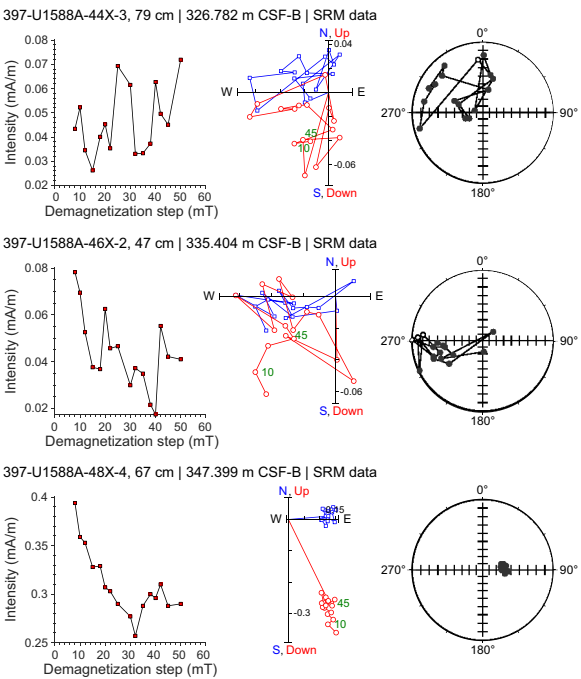 397-U1588A-44X-3, 79 cm | 326.782 m CSF-B | SRM data
Intensity (mA/m)
0.08
0.07
0.06
0.05
0.04
0.03
0.02
0 10 20 30 40 50 60
Demagnetization step (mT)
N, Up
0.04
W E
45
10
-0.06
S, Down
0°
270° 90°
180°
397-U1588A-46X-2, 47 cm | 335.404 m CSF-B | SRM data
Intensity (mA/m)
0.08
0.06
0.04
0.02
0 10 20 30 40 50 60
Demagnetization step (mT)
N, Up
W E
45
10
-0.06
S, Down
0°
270° 90°
180°
397-U1588A-48X-4, 67 cm | 347.399 m CSF-B | SRM data
Intensity (mA/m)
0.4
0.35
0.3
0.25
0 10 20 30 40 50 60
Demagnetization step (mT)
N, Up
W E
45
10
-0.3
S, Down
0°
270° 90°
180°